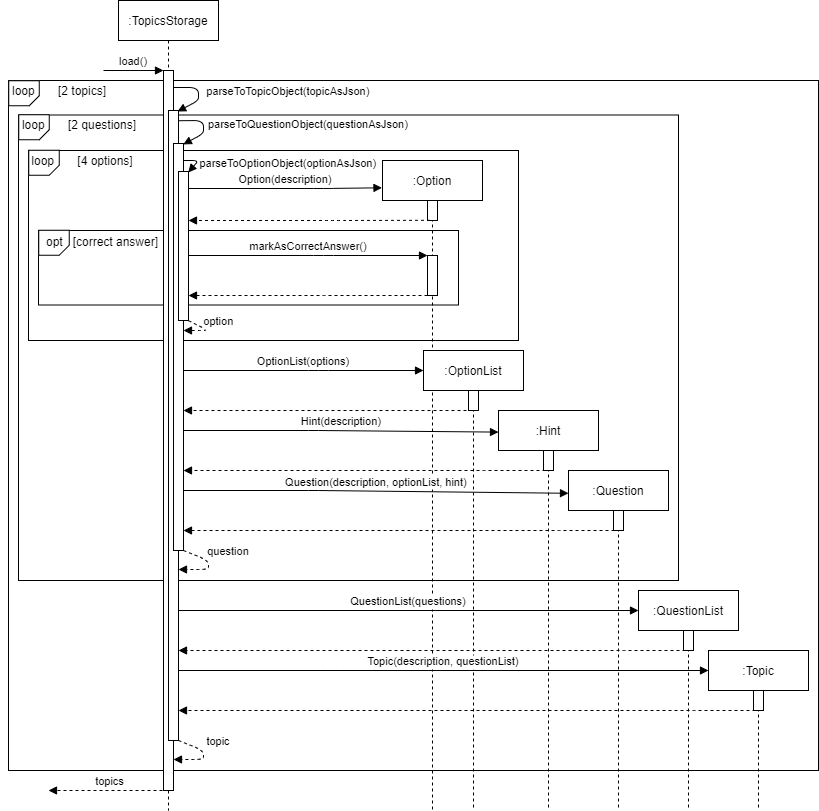 :TopicsStorage
load()
loop [2 topics]
parseToTopicObject(topicAsJson)
loop [2 questions]
parseToQuestionObject(questionAsJson)
loop [4 options]
parseToOptionObject(optionAsJson)
Option(description)
:Option
opt [correct answer]
markAsCorrectAnswer()
option
OptionList(options)
:OptionList
Hint(description)
:Hint
Question(description, optionList, hint)
:Question
question
QuestionList(questions)
:QuestionList
Topic(description, questionList)
:Topic
topic
topics